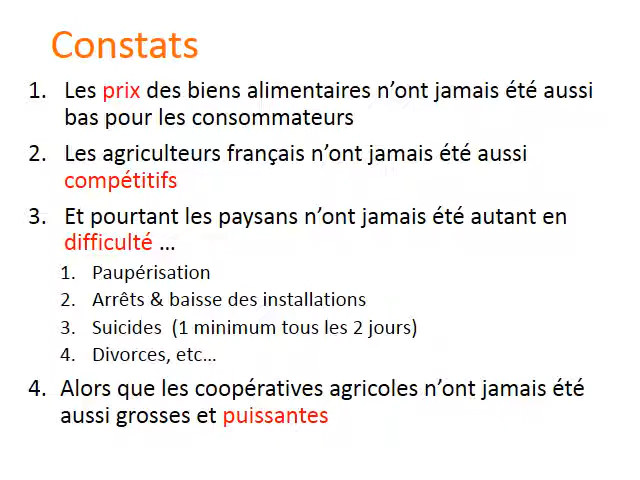 Constats
1. Les prix des biens alimentaires n’ont jamais été aussi
bas pour les consommateurs
2. Les agriculteurs français n’ont jamais été aussi
compétitifs
3. Et pourtant les paysans n’ont jamais été autant en
difficulté …
1. Paupérisation
2. Arrêts & baisse des installations
3. Suicides (1 minimum tous les 2 jours)
4. Divorces, etc…
4. Alors que les coopératives agricoles n’ont jamais été
aussi grosses et puissantes